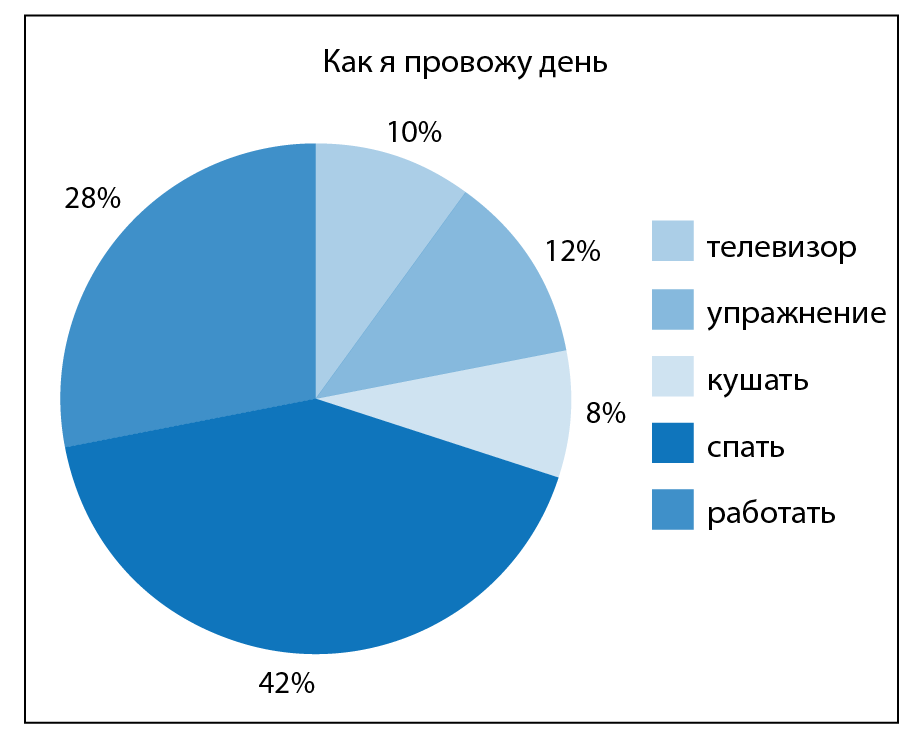 Как я провожу день
10%
28%
12%
8%
42%
телевизор
упражнение
кушать
спать
работать